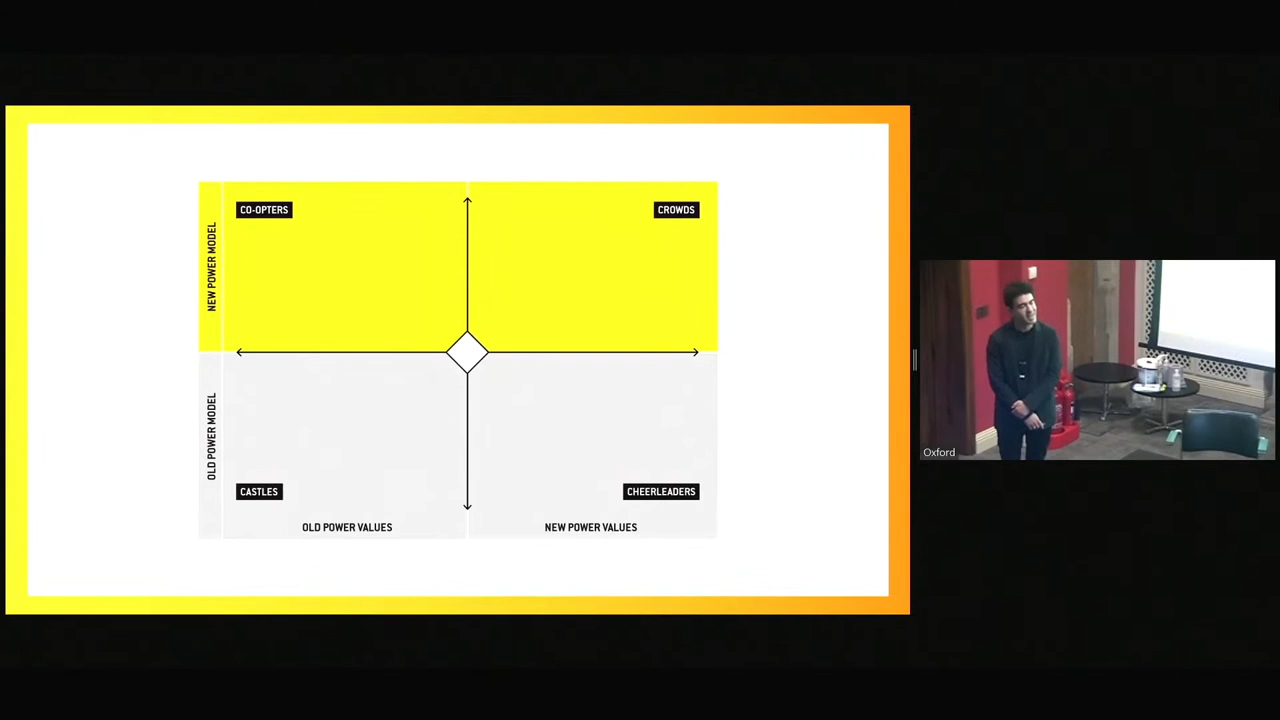 CO-OPTERS
CROWDS
NEW POWER MODEL
OLD POWER MODEL
CASTLES
CHEERLEADERS
OLD POWER VALUES
NEW POWER VALUES
Oxford